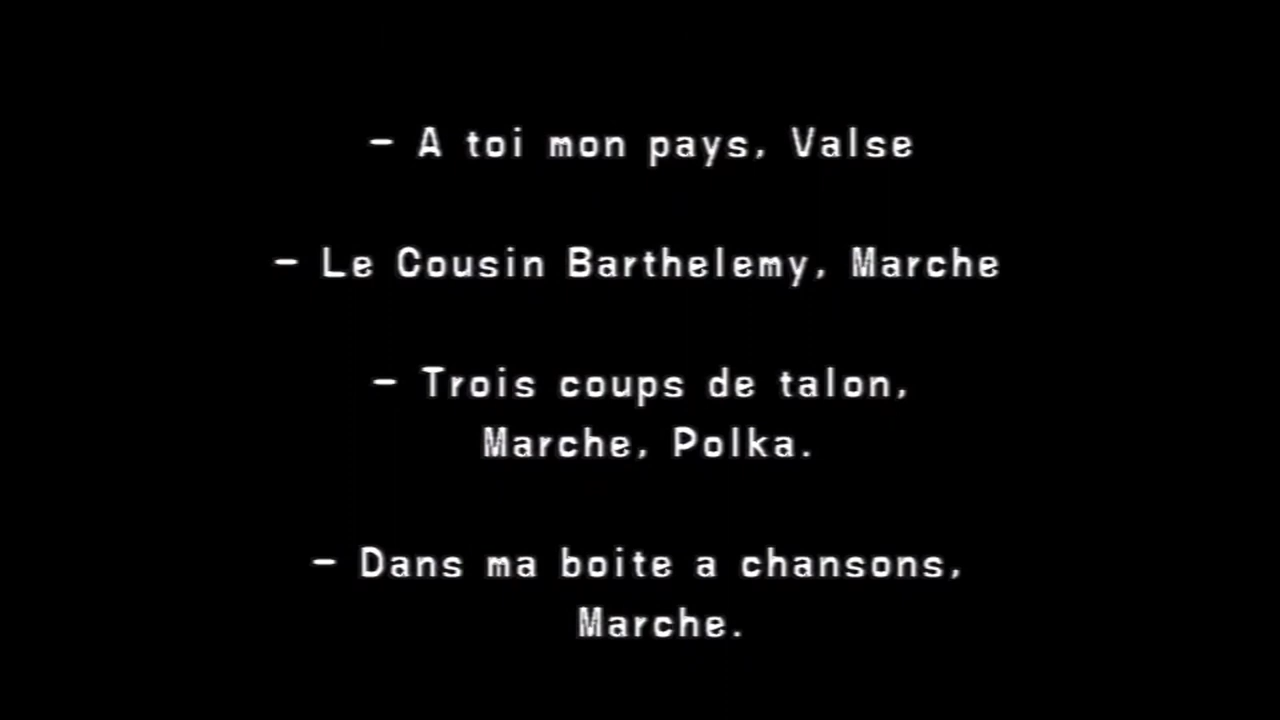 - A toi mon pays, Valse
- Le Cousin Barthelemy, Marche
- Trois coups de talon,
Marche, Polka.
- Dans ma boite a chansons,
Marche.